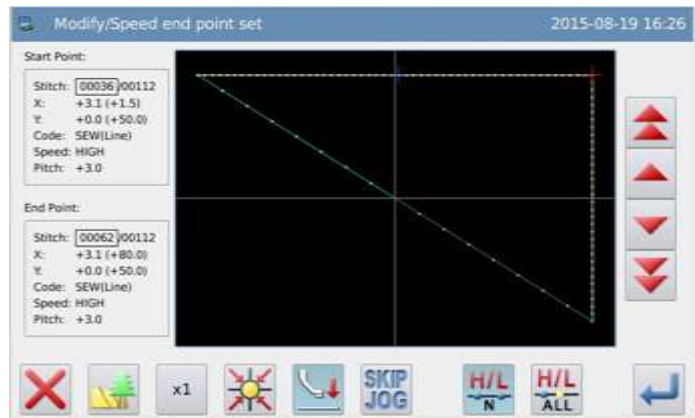 Modify/Speed end point set 2015-08-19 16:26
Start Point:
Stitch: 00036/00112
X: +3.1 (+1.5)
Y: +0.0 (+50.0)
Code: SEW(Line)
Speed: HIGH
Pitch: +3.0
End Point:
Stitch: 00062/00112
X: +3.1 (+80.0)
Y: +0.0 (+50.0)
Code: SEW(Line)
Speed: HIGH
Pitch: +3.0
x1
SKIP
JOG
H/L
N
H/L
ALL